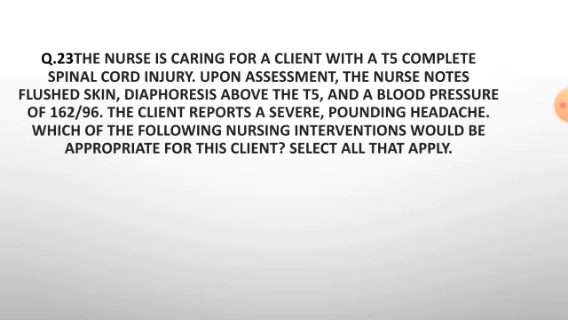 Q.23THE NURSE IS CARING FOR A CLIENT WITH A T5 COMPLETE
SPINAL CORD INJURY. UPON ASSESSMENT, THE NURSE NOTES
FLUSHED SKIN, DIAPHORESIS ABOVE THE T5, AND A BLOOD PRESSURE
OF 162/96. THE CLIENT REPORTS A SEVERE, POUNDING HEADACHE.
WHICH OF THE FOLLOWING NURSING INTERVENTIONS WOULD BE
APPROPRIATE FOR THIS CLIENT? SELECT ALL THAT APPLY.